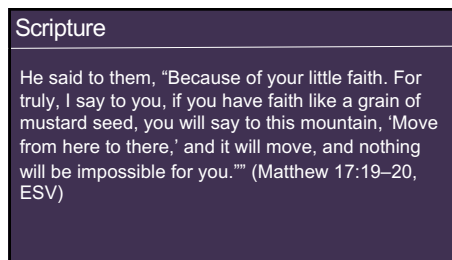 Scripture
He said to them, “Because of your little faith. For
truly, I say to you, if you have faith like a grain of
mustard seed, you will say to this mountain, ‘Move
from here to there,’ and it will move, and nothing
will be impossible for you.”” (Matthew 17:19–20,
ESV)